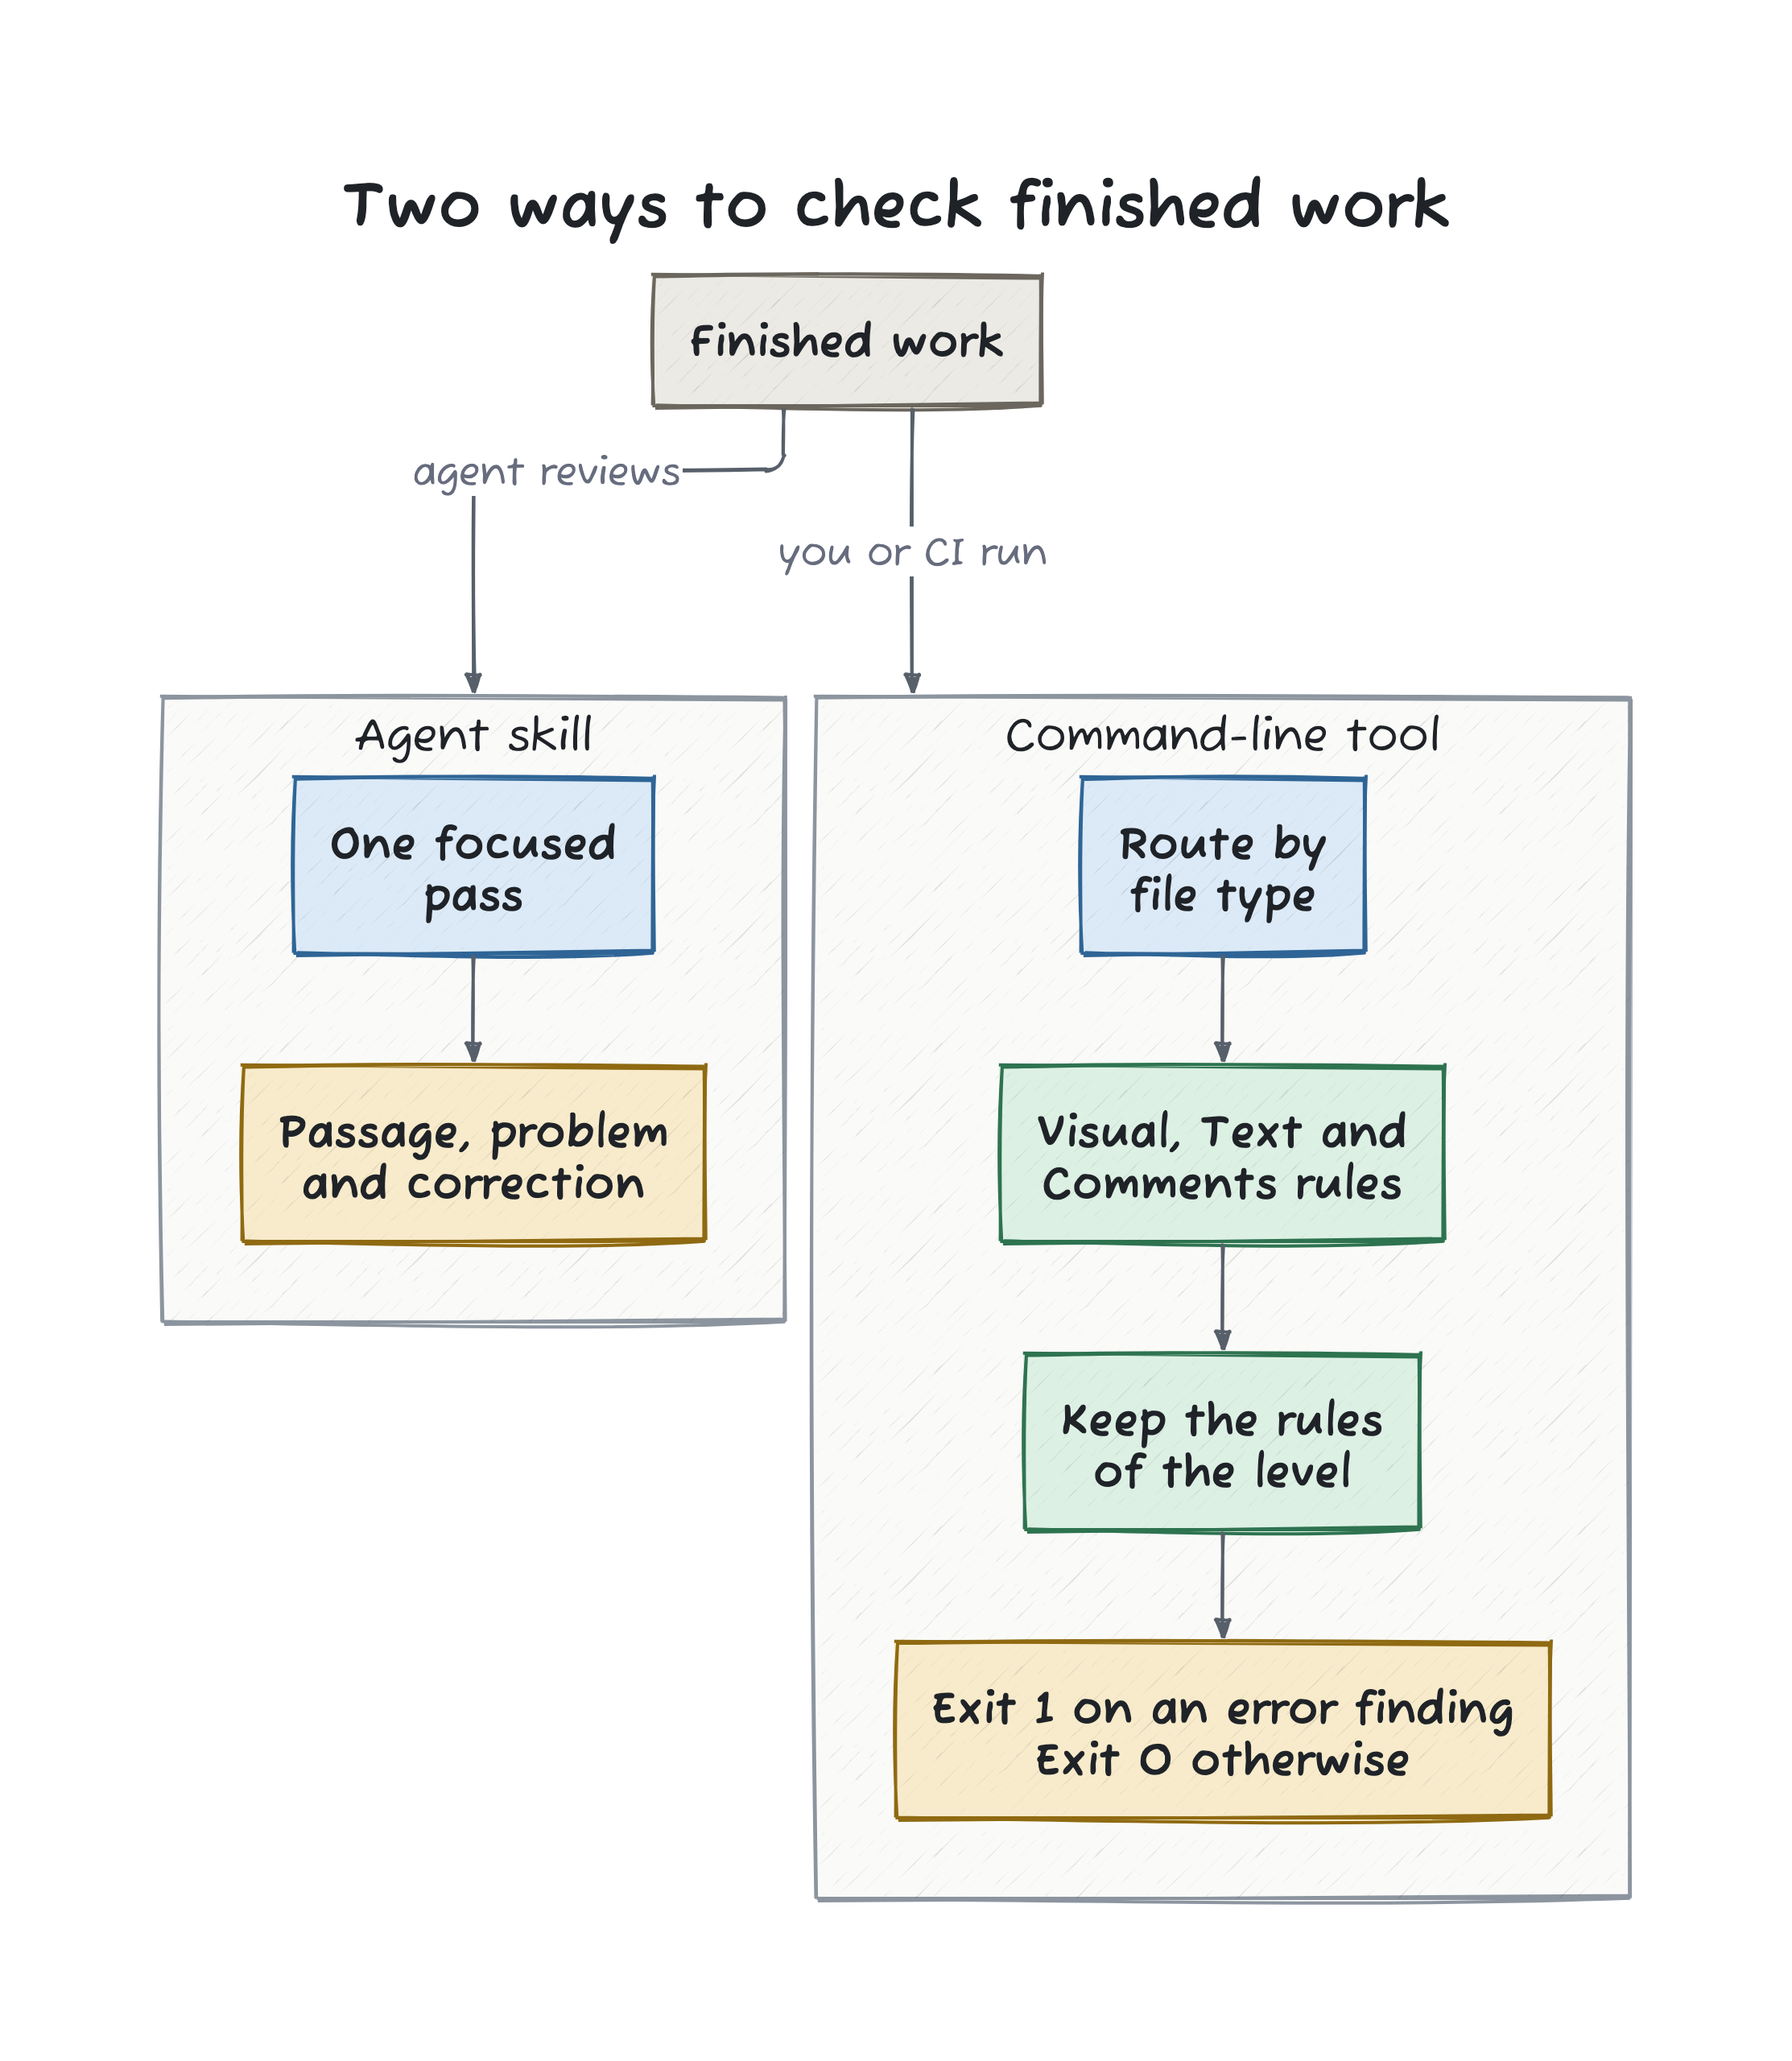 Two ways to check finished work
Finished work
agent reviews
you or CI run
Agent skill
One focused
pass
Passage, problem
and correction
Command-line tool
Route by
file type
Visual, Text and
Comments rules
Keep the rules
of the level
Exit 1 on an error finding
Exit 0 otherwise